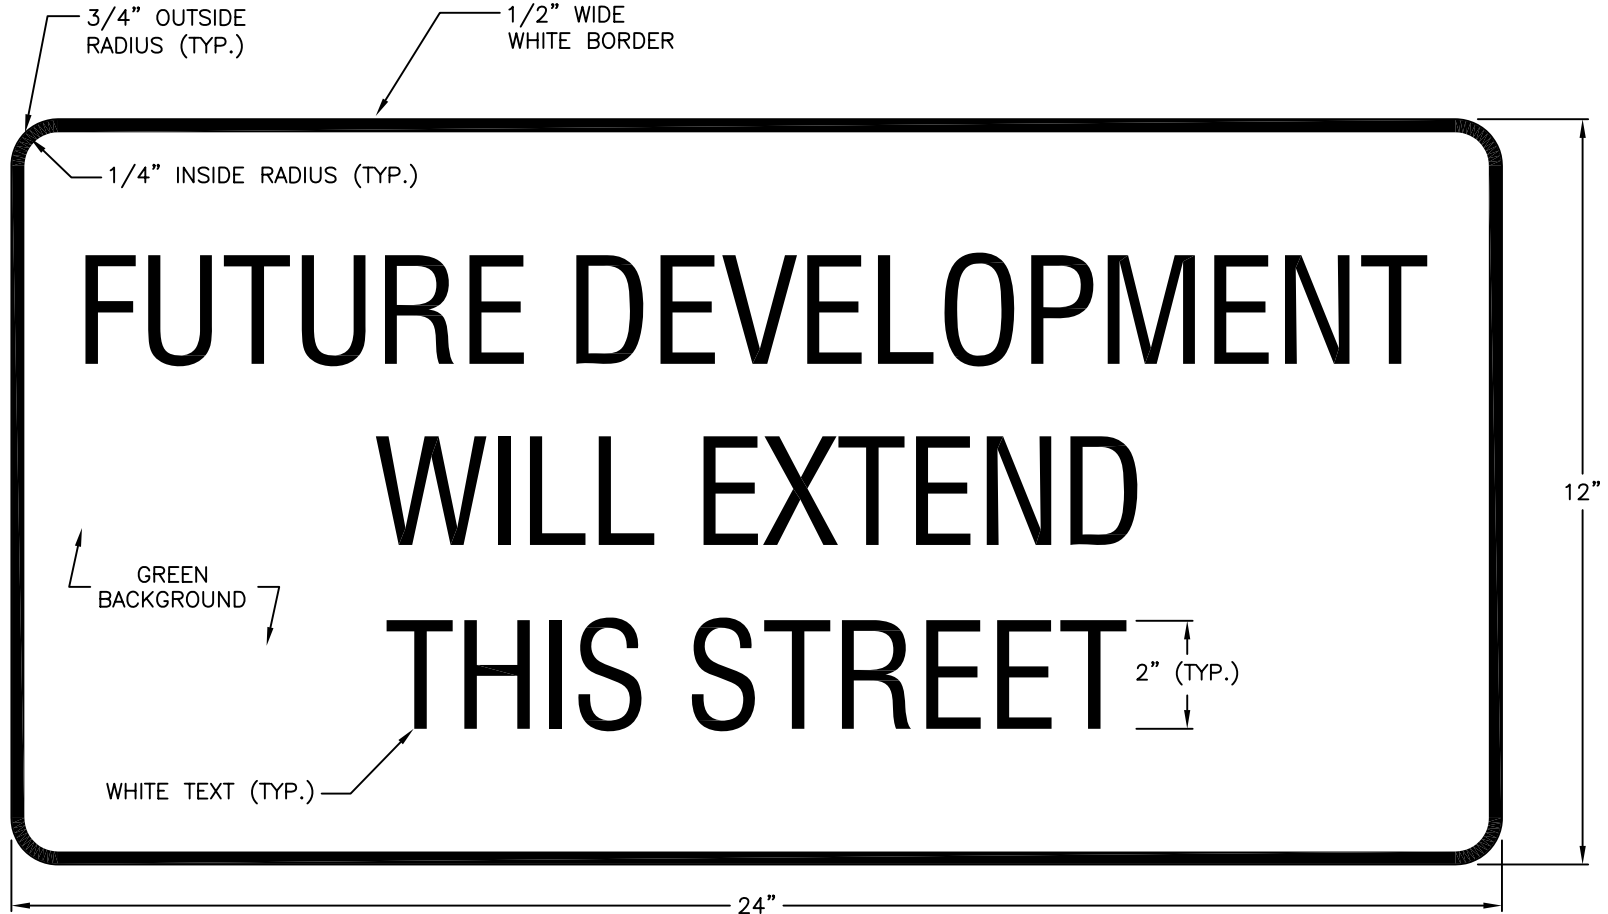 3/4” OUTSIDE
RADIUS (TYP.)
1/2” WIDE
WHITE BORDER
1/4” INSIDE RADIUS (TYP.)
FUTURE DEVELOPMENT
WILL EXTEND
12”
GREEN
BACKGROUND
THIS STREET
2” (TYP.)
WHITE TEXT (TYP.)
24”